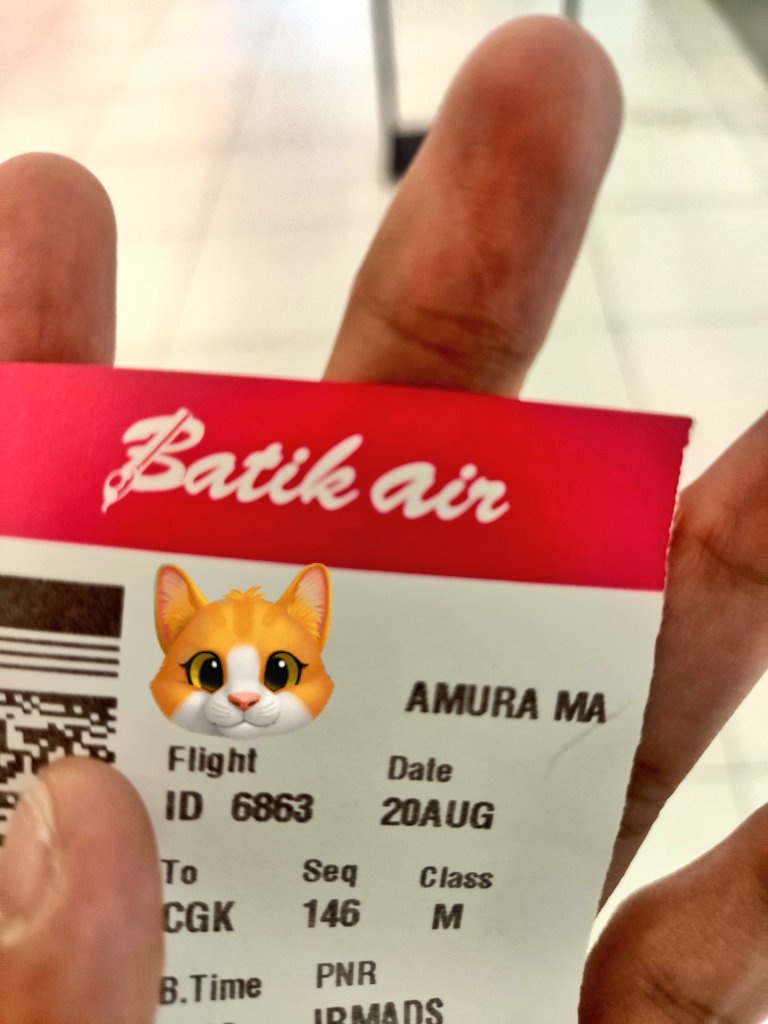 Batik air
AMURA MA
Flight Date
ID 6863 20AUG
To Seq Class
CGK 146 M
B.Time PNR